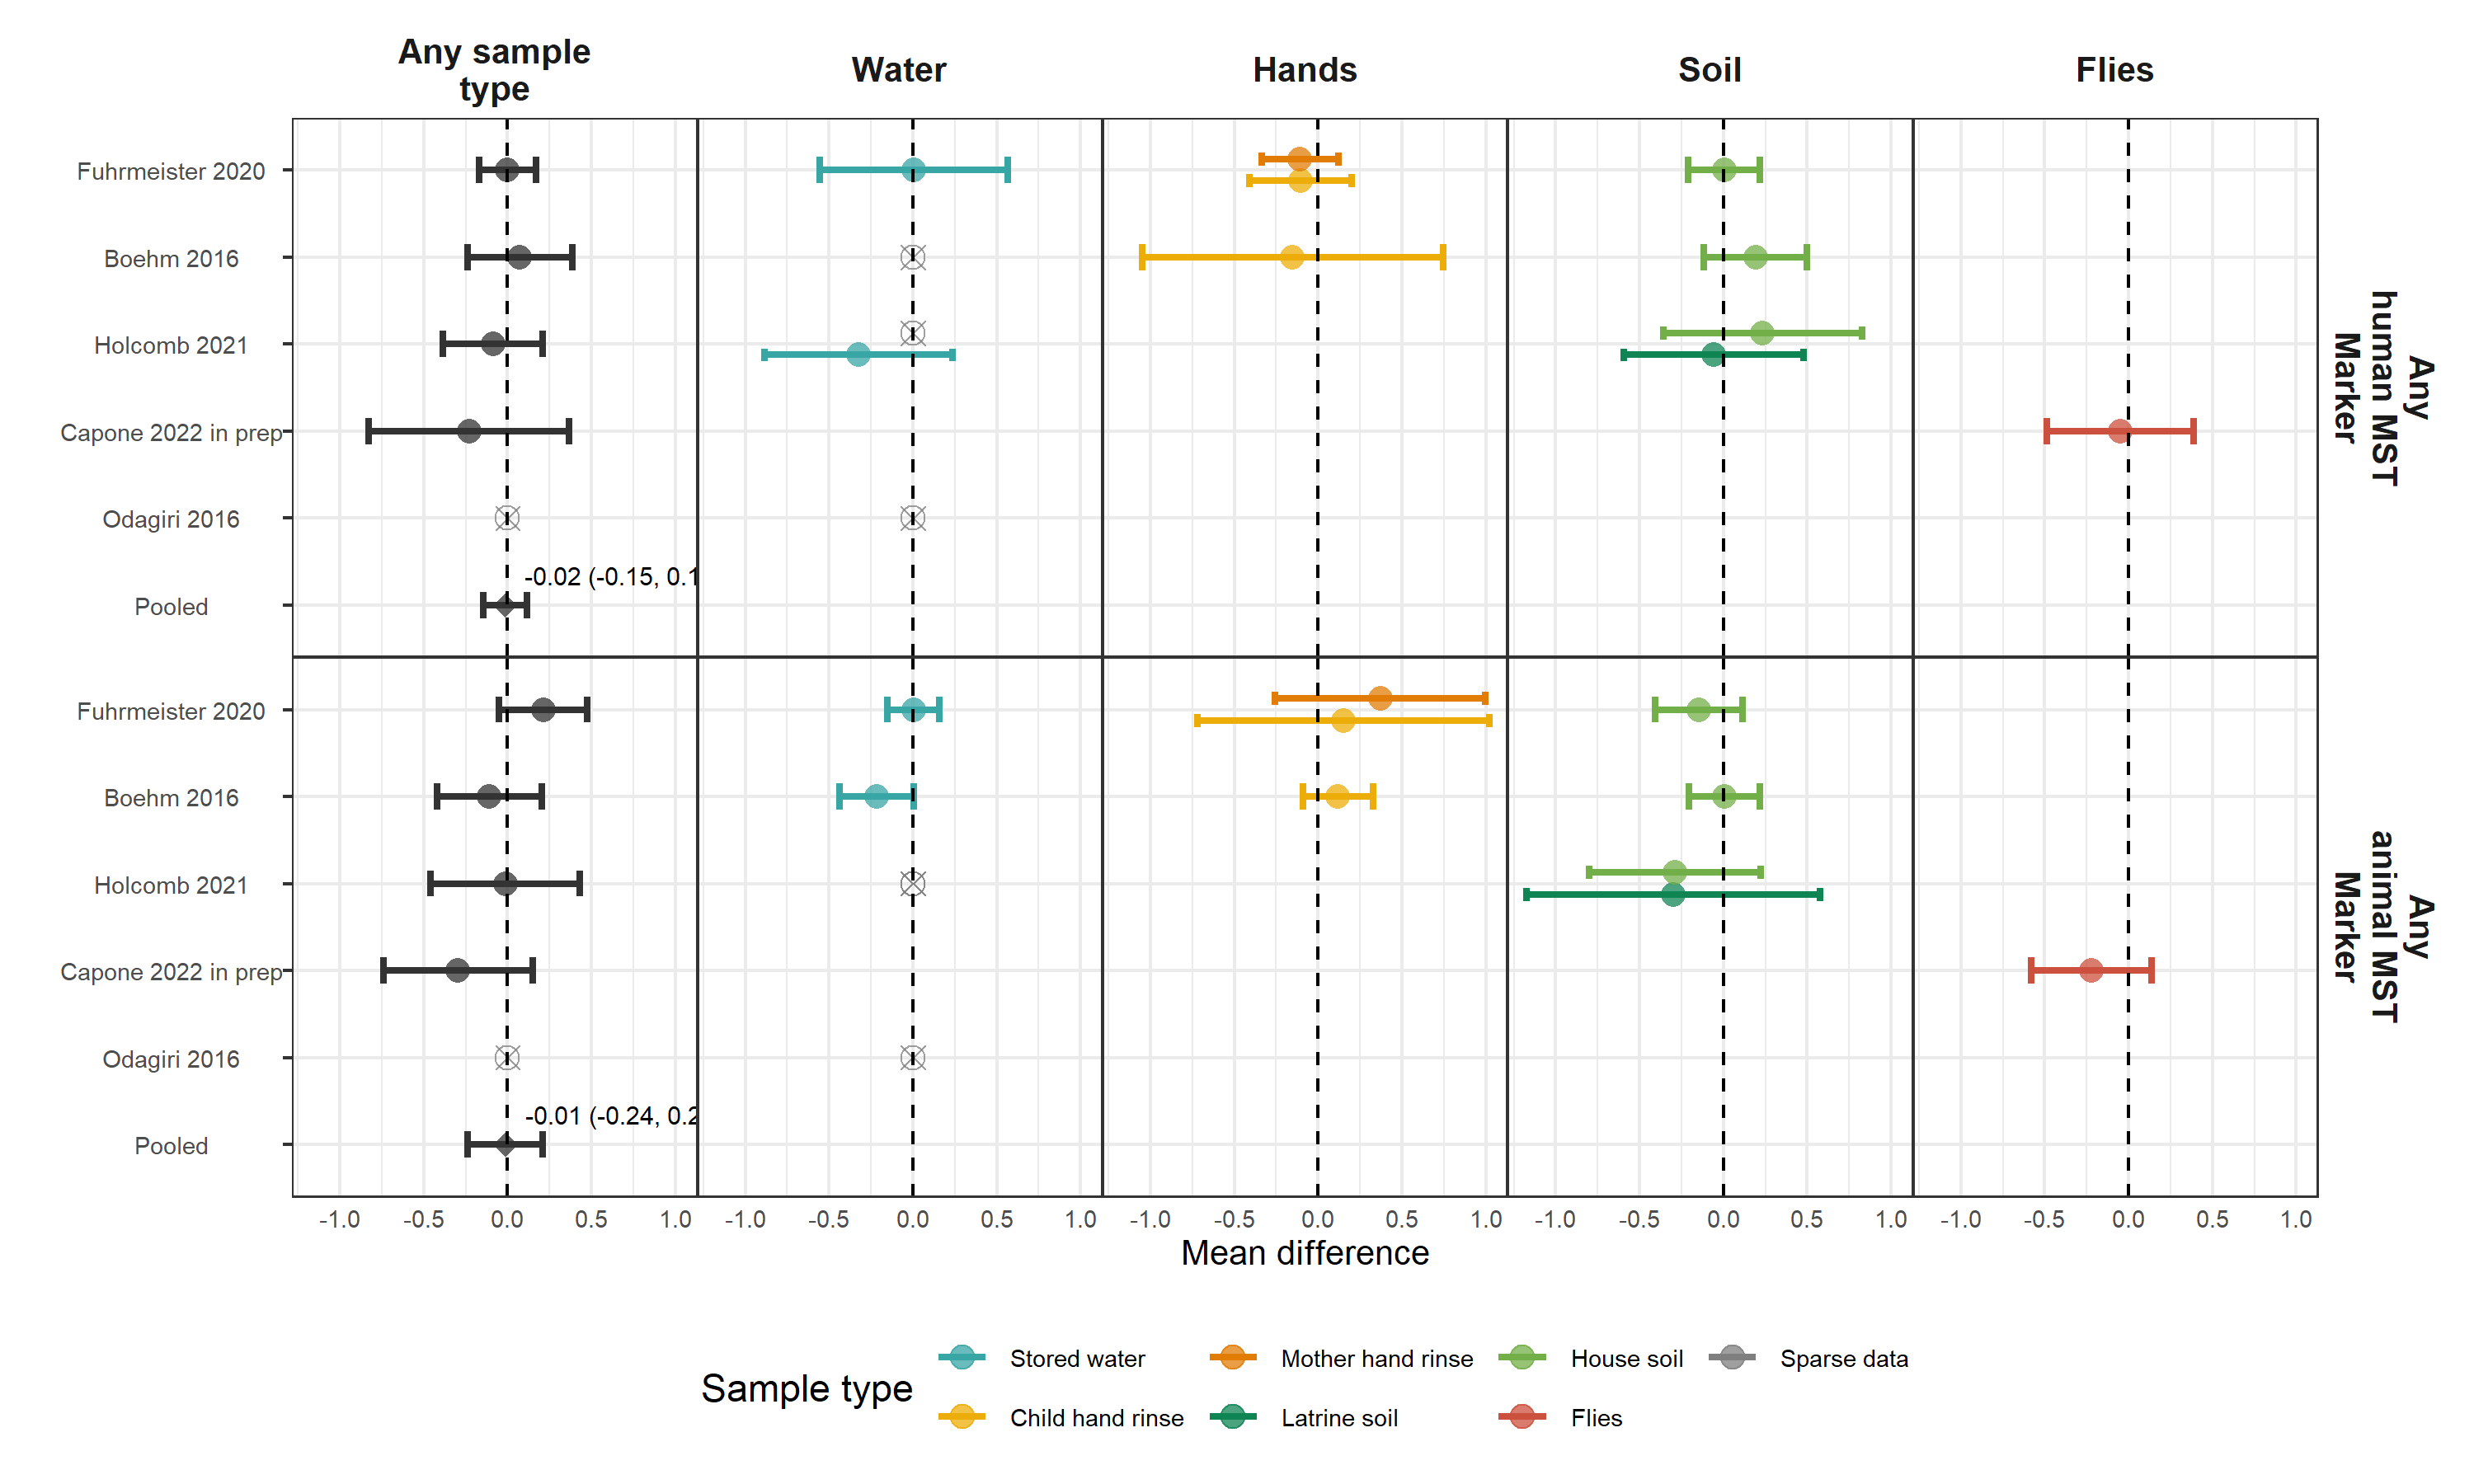 Any sample
type
Water
Hands
Soil
Flies
Fuhrmeister 2020
Boehm 2016
Holcomb 2021
Capone 2022 in prep
Odagiri 2016
-0.02 (-0.15, 0.1
Pooled
Any
human MST
Marker
Fuhrmeister 2020
Boehm 2016
Holcomb 2021
Capone 2022 in prep
Odagiri 2016
-0.01 (-0.24, 0.2
Pooled
Any
animal MST
Marker
-1.0 -0.5 0.0 0.5 1.0 -1.0 -0.5 0.0 0.5 1.0 -1.0 -0.5 0.0 0.5 1.0 -1.0 -0.5 0.0 0.5 1.0 -1.0 -0.5 0.0 0.5 1.0
Mean difference
Sample type
Stored water Mother hand rinse House soil Sparse data
Child hand rinse Latrine soil Flies